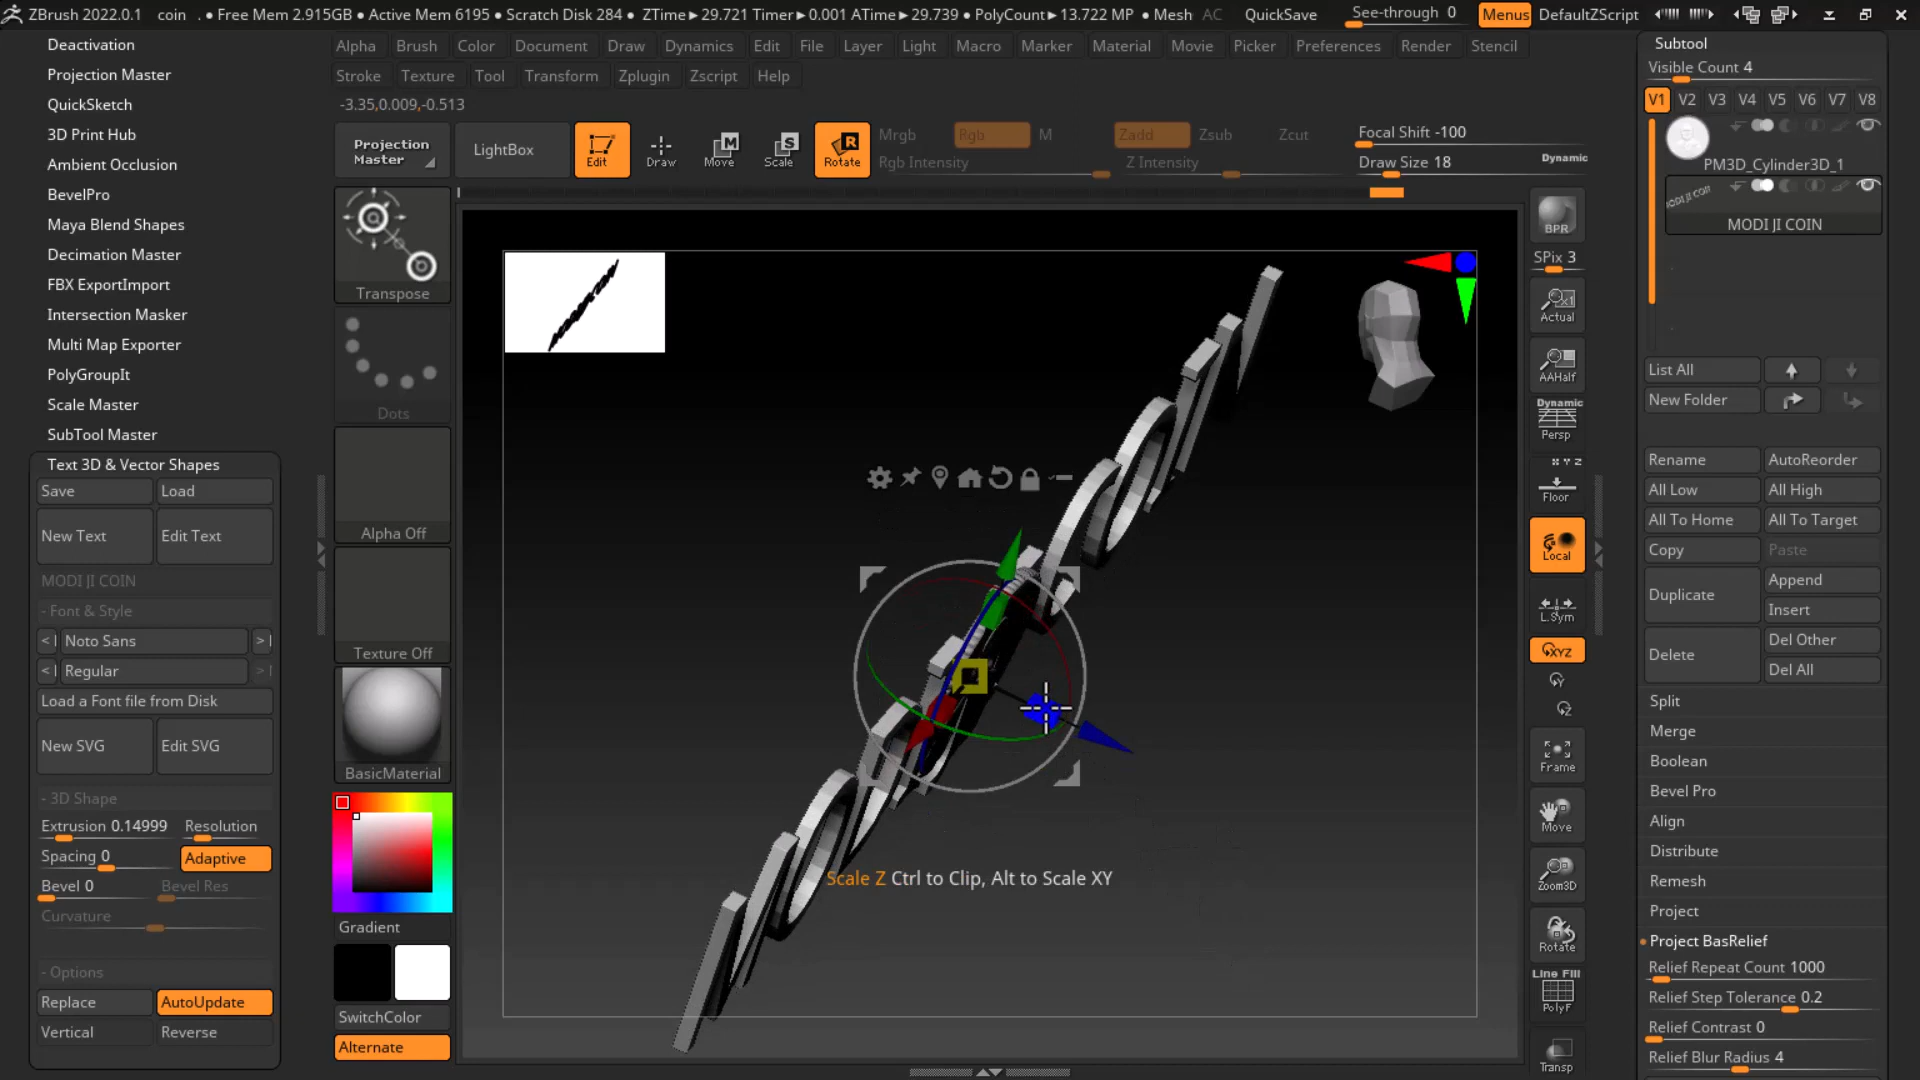 ZBrush 2022.0.1 coin . • Free Mem 2.915GB • Active Mem 6195 • Scratch Disk 284 • ZTime►29.721 Timer►0.001 ATime►29.739 • PolyCount►13.722 MP • Mesh AC QuickSave See-through 0 Menus DefaultZScript
Alpha Brush Color Document Draw Dynamics Edit File Layer Light Macro Marker Material Movie Picker Preferences Render Stencil
Stroke Texture Tool Transform Zplugin Zscript Help
-3.35,0.009,-0.513
Projection Master
LightBox
Edit
Draw
Move
Scale
Rotate
Mrgb Rgb M Zadd Zsub Zcut
Rgb Intensity Z Intensity
Focal Shift -100
Draw Size 18 Dynamic
Deactivation
Projection Master
QuickSketch
3D Print Hub
Ambient Occlusion
BevelPro
Maya Blend Shapes
Decimation Master
FBX ExportImport
Intersection Masker
Multi Map Exporter
PolyGroupIt
Scale Master
SubTool Master
Text 3D & Vector Shapes
Save Load
New Text Edit Text
MODI JI COIN
- Font & Style
< | Noto Sans > |
< | Regular > |
Load a Font file from Disk
New SVG Edit SVG
- 3D Shape
Extrusion 0.14999 Resolution
Spacing 0 Adaptive
Bevel 0 Bevel Res
Curvature
- Options
Replace AutoUpdate
Vertical Reverse
Transpose
Dots
Alpha Off
Texture Off
BasicMaterial
Gradient
SwitchColor
Alternate
Scale Z Ctrl to Clip, Alt to Scale XY
BPR
SPix 3
Actual
AAHalf
Dynamic
Persp
X Y Z
Floor
Local
L.Sym
XYZ
Y
Z
Frame
Move
Zoom3D
Rotate
Line Fill
PolyF
Transp
Subtool
Visible Count 4
V1 V2 V3 V4 V5 V6 V7 V8
PM3D_Cylinder3D_1
MODI JI COIN
List All
New Folder
Rename AutoReorder
All Low All High
All To Home All To Target
Copy Paste
Duplicate Append
Insert
Delete Del Other
Del All
Split
Merge
Boolean
Bevel Pro
Align
Distribute
Remesh
Project
Project BasRelief
Relief Repeat Count 1000
Relief Step Tolerance 0.2
Relief Contrast 0
Relief Blur Radius 4